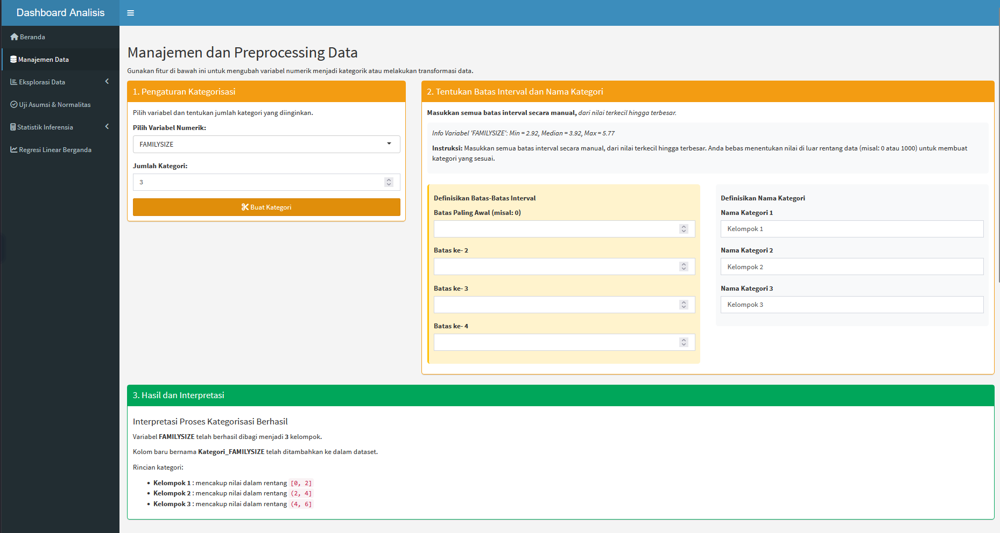 Dashboard Analisis
Beranda
Manajemen Data
Eksplorasi Data
Uji Asumsi & Normalitas
Statistik Inferensia
Regresi Linear Berganda
Manajemen dan Preprocessing Data
Gunakan fitur di bawah ini untuk mengubah variabel numerik menjadi kategorik atau melakukan transformasi data.
1. Pengaturan Kategorisasi
Pilih variabel dan tentukan jumlah kategori yang diinginkan.
Pilih Variabel Numerik:
FAMILYSIZE
Jumlah Kategori:
3
Buat Kategori
2. Tentukan Batas Interval dan Nama Kategori
Masukkan semua batas interval secara manual, dari nilai terkecil hingga terbesar.
Info Variabel 'FAMILYSIZE': Min = 2.92, Median = 3.92, Max = 5.77
Instruksi: Masukkan semua batas interval secara manual, dari nilai terkecil hingga terbesar. Anda bebas menentukan nilai di luar rentang data (misal: 0 atau 1000) untuk membuat
kategori yang sesuai.
Definisikan Batas-Batas Interval
Batas Paling Awal (misal: 0)
Batas ke- 2
Batas ke- 3
Batas ke- 4
Definisikan Nama Kategori
Nama Kategori 1
Kelompok 1
Nama Kategori 2
Kelompok 2
Nama Kategori 3
Kelompok 3
3. Hasil dan Interpretasi
Interpretasi Proses Kategorisasi Berhasil
Variabel FAMILYSIZE telah berhasil dibagi menjadi 3 kelompok.
Kolom baru bernama Kategori_FAMILYSIZE telah ditambahkan ke dalam dataset.
Rincian kategori:
• Kelompok 1 : mencakup nilai dalam rentang [0, 2]
• Kelompok 2 : mencakup nilai dalam rentang (2, 4]
• Kelompok 3 : mencakup nilai dalam rentang (4, 6]